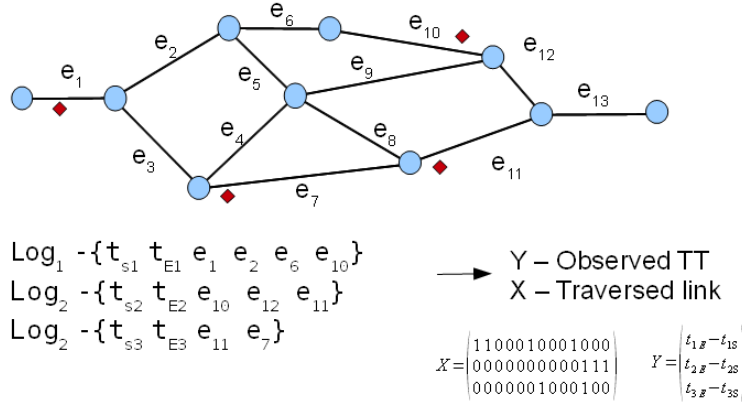 e6
e10
e2
e12
e1
e5
e9
e13
e4
e8
e3
e11
e7
Log1 -{ts1 tE1 e1 e2 e6 e10}
Log2 -{ts2 tE2 e10 e12 e11}
Log2 -{ts3 tE3 e11 e7}
Y – Observed TT
X – Traversed link
1100010001000
X= 0000000000111
0000001000100
t1E−t1S
Y= t2E−t2S
t3E−t3S